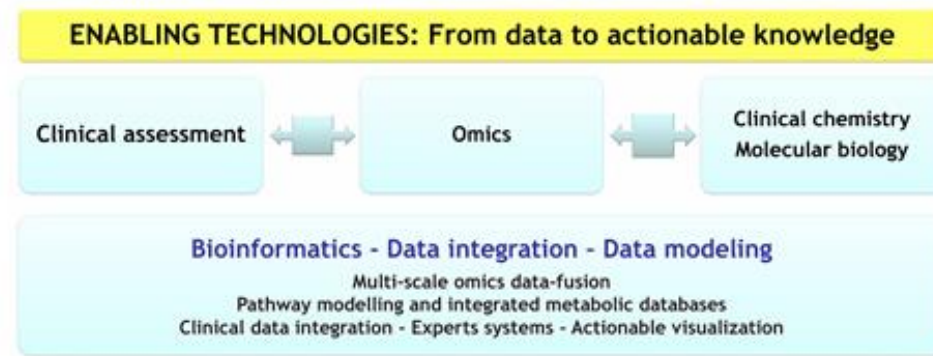 ENABLING TECHNOLOGIES: From data to actionable knowledge
Clinical assessment
Omics
Clinical chemistry
Molecular biology
Bioinformatics - Data integration - Data modeling
Multi-scale omics data-fusion
Pathway modelling and integrated metabolic databases
Clinical data integration - Experts systems - Actionable visualization